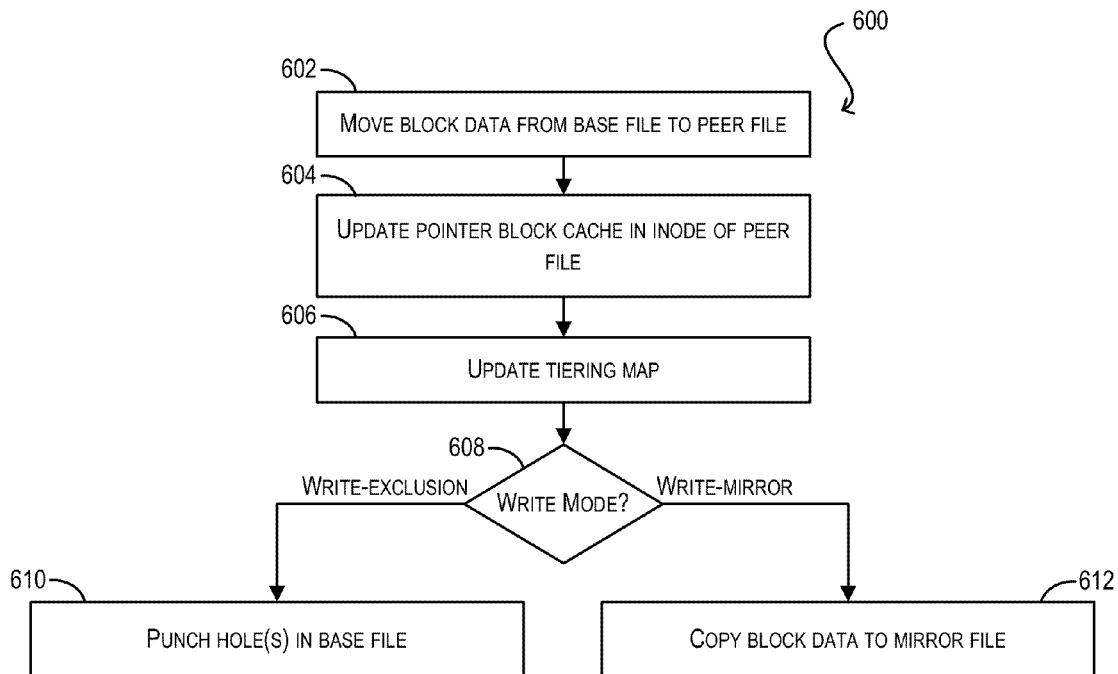 600
602
MOVE BLOCK DATA FROM BASE FILE TO PEER FILE
604
UPDATE POINTER BLOCK CACHE IN INODE OF PEER
FILE
606
UPDATE TIERING MAP
608
WRITE-EXCLUSION
WRITE MODE?
WRITE-MIRROR
610
PUNCH HOLE(S) IN BASE FILE
612
COPY BLOCK DATA TO MIRROR FILE